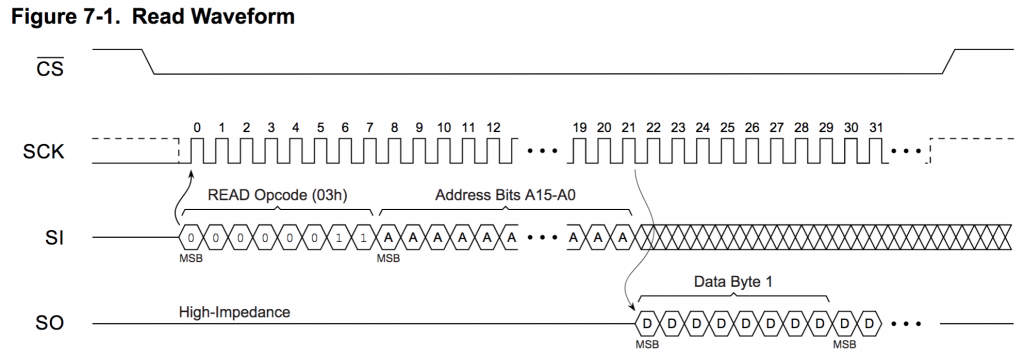 Figure 7-1. Read Waveform
CS
0 1 2 3 4 5 6 7 8 9 10 11 12 19 20 21 22 23 24 25 26 27 28 29 30 31
SCK
READ Opcode (03h) Address Bits A15-A0
SI 0 0 0 0 0 0 1 1 A A A A A A A A A
MSB MSB
Data Byte 1
High-Impedance
SO D D D D D D D D D D
MSB MSB